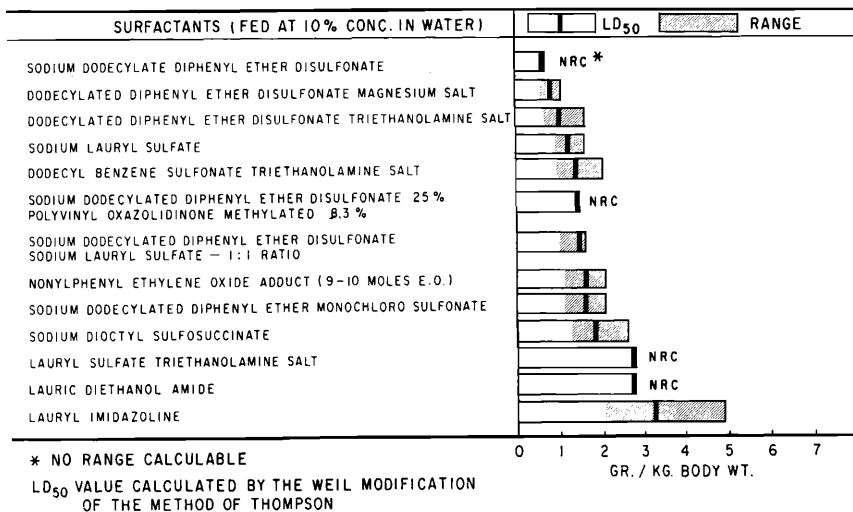 SURFACTANTS (FED AT 10% CONC. IN WATER) LD50 RANGE
SODIUM DODECYLATE DIPHENYL ETHER DISULFONATE NRC *
DODECYLATED DIPHENYL ETHER DISULFONATE MAGNESIUM SALT
DODECYLATED DIPHENYL ETHER DISULFONATE TRIETHANOLAMINE SALT
SODIUM LAURYL SULFATE
DODECYL BENZENE SULFONATE TRIETHANOLAMINE SALT
SODIUM DODECYLATED DIPHENYL ETHER DISULFONATE 25%
POLYVINYL OXAZOLIDINONE METHYLATED 8.3% NRC
SODIUM DODECYLATED DIPHENYL ETHER DISULFONATE
SODIUM LAURYL SULFATE — 1:1 RATIO
NONYLPHENYL ETHYLENE OXIDE ADDUCT (9-10 MOLES E.O.)
SODIUM DODECYLATED DIPHENYL ETHER MONOCHLORO SULFONATE
SODIUM DIOCTYL SULFOSUCCINATE
LAURYL SULFATE TRIETHANOLAMINE SALT NRC
LAURIC DIETHANOL AMIDE NRC
LAURYL IMIDAZOLINE
0 1 2 3 4 5 6 7
GR. / KG. BODY WT.
* NO RANGE CALCULABLE
LD50 VALUE CALCULATED BY THE WEIL MODIFICATION
OF THE METHOD OF THOMPSON